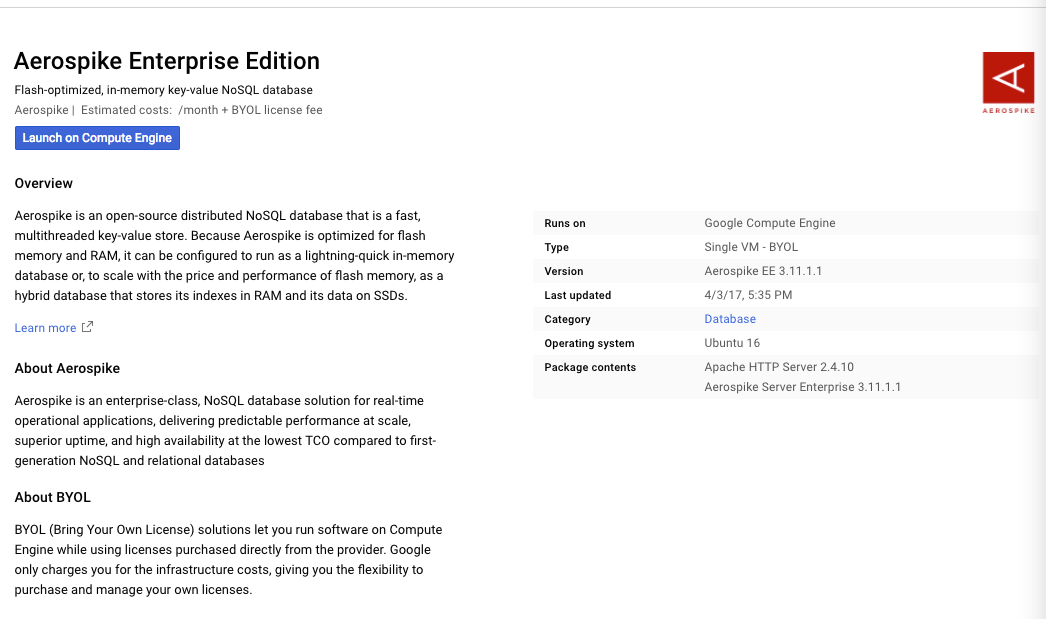 Aerospike Enterprise Edition
Flash-optimized, in-memory key-value NoSQL database
Aerospike | Estimated costs: /month + BYOL license fee
Launch on Compute Engine
AEROSPIKE
Overview
Aerospike is an open-source distributed NoSQL database that is a fast,
multithreaded key-value store. Because Aerospike is optimized for flash
memory and RAM, it can be configured to run as a lightning-quick in-memory
database or, to scale with the price and performance of flash memory, as a
hybrid database that stores its indexes in RAM and its data on SSDs.
Learn more
About Aerospike
Aerospike is an enterprise-class, NoSQL database solution for real-time
operational applications, delivering predictable performance at scale,
superior uptime, and high availability at the lowest TCO compared to first-
generation NoSQL and relational databases
About BYOL
BYOL (Bring Your Own License) solutions let you run software on Compute
Engine while using licenses purchased directly from the provider. Google
only charges you for the infrastructure costs, giving you the flexibility to
purchase and manage your own licenses.
Runs on Google Compute Engine
Type Single VM - BYOL
Version Aerospike EE 3.11.1.1
Last updated 4/3/17, 5:35 PM
Category Database
Operating system Ubuntu 16
Package contents Apache HTTP Server 2.4.10
Aerospike Server Enterprise 3.11.1.1